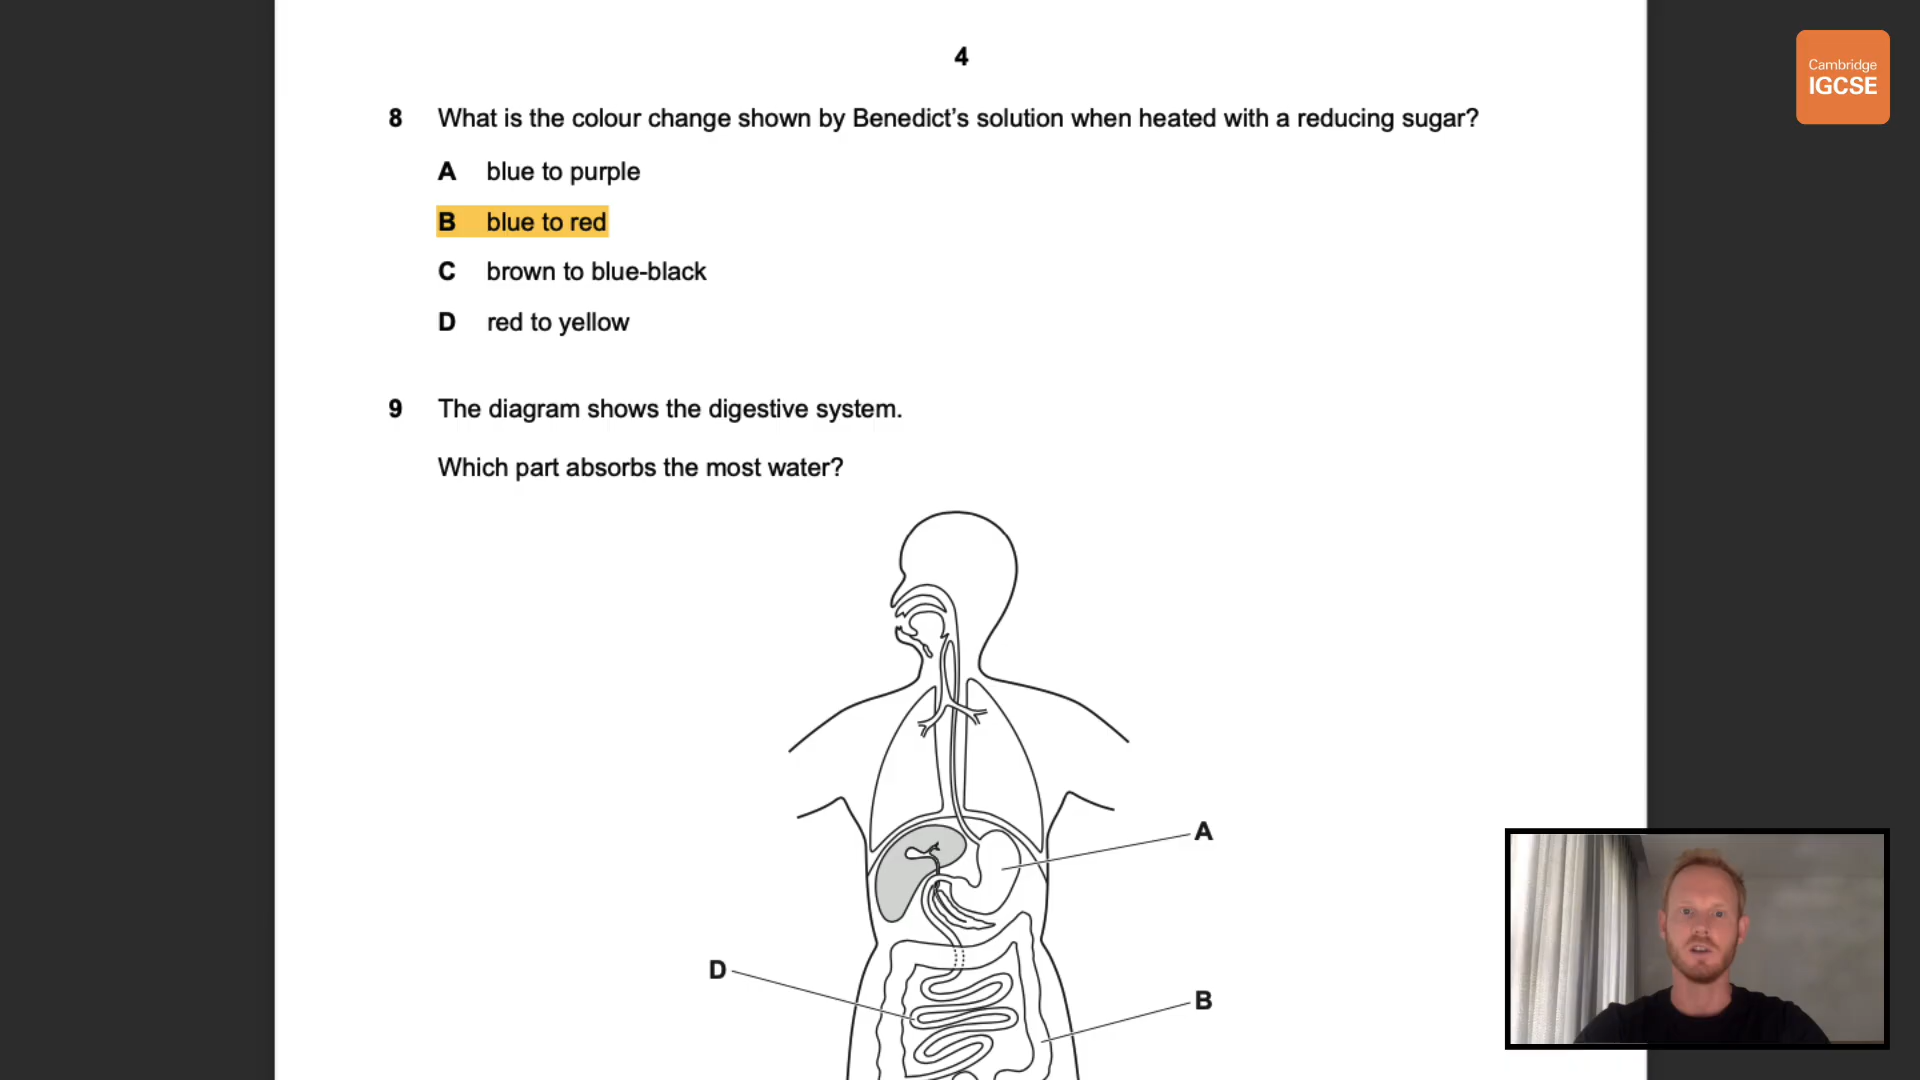 4
Cambridge
IGCSE
8 What is the colour change shown by Benedict’s solution when heated with a reducing sugar?
A blue to purple
B blue to red
C brown to blue-black
D red to yellow
9 The diagram shows the digestive system.
Which part absorbs the most water?
A
D
B